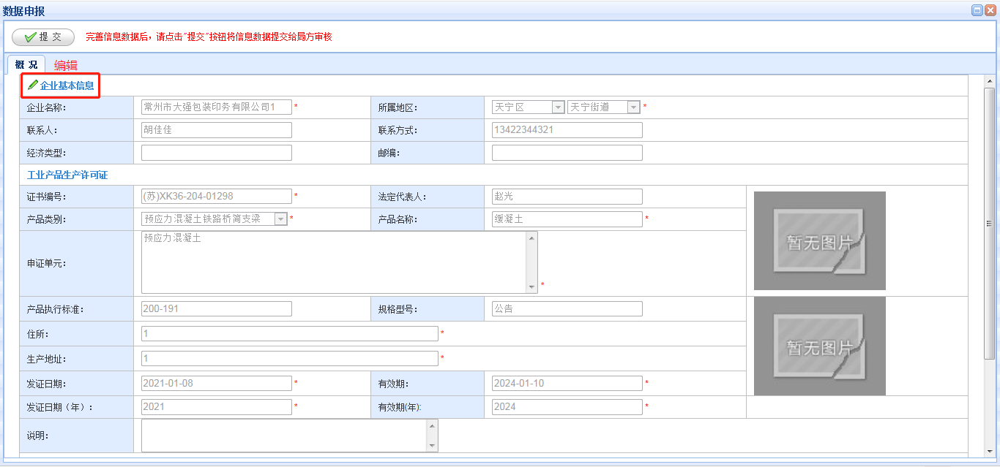 数据申报
提 交 完善信息数据后，请点击"提交"按钮将信息数据提交给局方审核
概 况 编辑
企业基本信息
企业名称： 常州市大强包装印务有限公司1 * 所属地区： 天宁区 天宁街道 *
联系人： 胡佳佳 联系方式： 13422344321
经济类型： 邮编：
工业产品生产许可证
证书编号： (苏)XK36-204-01298 * 法定代表人： 赵光
产品类别： 预应力混凝土铁路桥简支梁 * 产品名称： 缓凝土 *
申证单元： 预应力混凝土 *
暂无图片
产品执行标准： 200-191 规格型号： 公告
住所： 1 *
暂无图片
生产地址： 1 *
发证日期： 2021-01-08 * 有效期： 2024-01-10 *
发证日期（年）： 2021 * 有效期(年): 2024 *
说明：